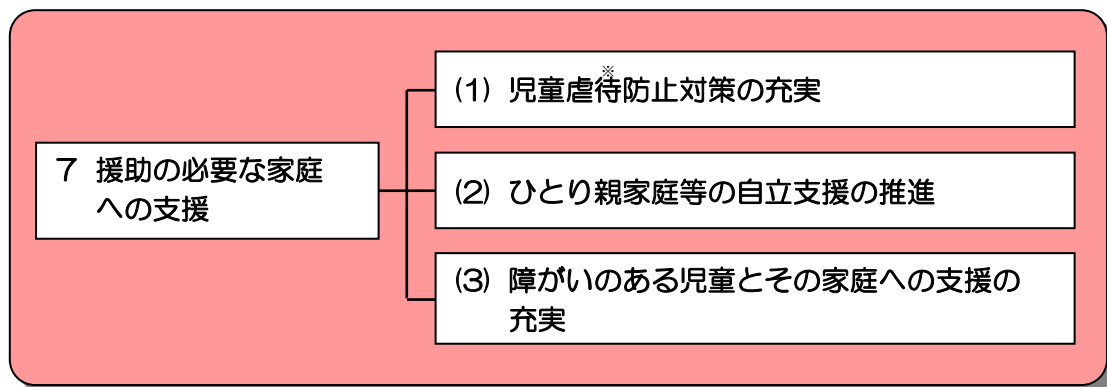 7 援助の必要な家庭
への支援
(1) 児童虐待※防止対策の充実
(2) ひとり親家庭等の自立支援の推進
(3) 障がいのある児童とその家庭への支援の
充実